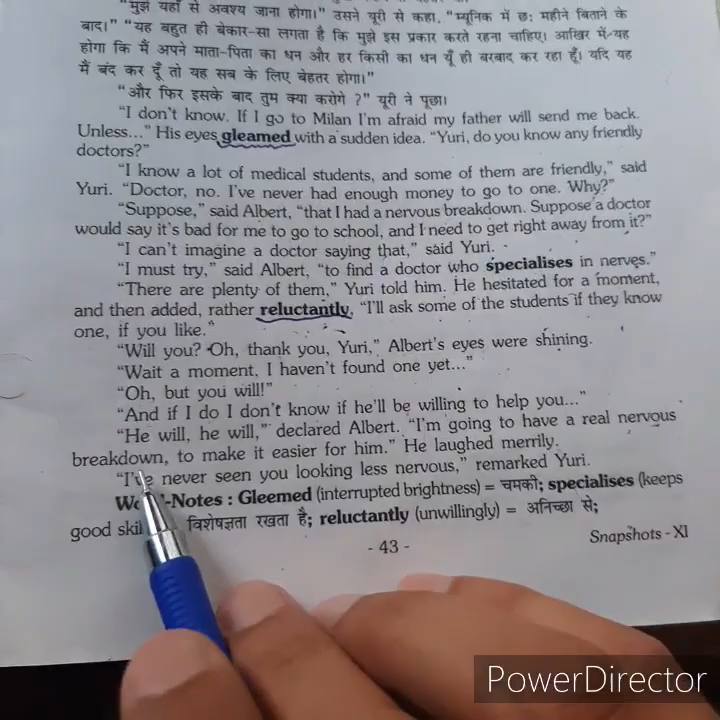 "मुझे यहाँ से अवश्य जाना होगा।" उसने यूरी से कहा, "म्यूनिक में छः महीने बिताने के
बाद।" "यह बहुत ही बेकार-सा लगता है कि मुझे इस प्रकार करते रहना चाहिए। आखिर में यह
होगा कि मैं अपने माता-पिता का धन और हर किसी का धन यूँ ही बरबाद कर रहा हूँ। यदि यह
मैं बंद कर दूँ तो यह सब के लिए बेहतर होगा।"
"और फिर इसके बाद तुम क्या करोगे ?" यूरी ने पूछा।
"I don't know. If I go to Milan I'm afraid my father will send me back.
Unless..." His eyes gleamed with a sudden idea. "Yuri, do you know any friendly
doctors?"
"I know a lot of medical students, and some of them are friendly," said
Yuri. "Doctor, no. I've never had enough money to go to one. Why?"
"Suppose," said Albert, "that I had a nervous breakdown. Suppose a doctor
would say it's bad for me to go to school, and I need to get right away from it?"
"I can't imagine a doctor saying that," said Yuri.
"I must try," said Albert, "to find a doctor who specialises in nerves."
"There are plenty of them," Yuri told him. He hesitated for a moment,
and then added, rather reluctantly, "I'll ask some of the students if they know
one, if you like."
"Will you? Oh, thank you, Yuri," Albert's eyes were shining.
"Wait a moment, I haven't found one yet..."
"Oh, but you will!"
"And if I do I don't know if he'll be willing to help you..."
"He will, he will," declared Albert. "I'm going to have a real nervous
breakdown, to make it easier for him." He laughed merrily.
"I've never seen you looking less nervous," remarked Yuri.
-Notes : Gleemed (interrupted brightness) = चमकी; specialises (keeps
good विशेषज्ञता रखता है; reluctantly (unwillingly) = अनिच्छा से;
- 43 -
Snapshots - XI
PowerDirector